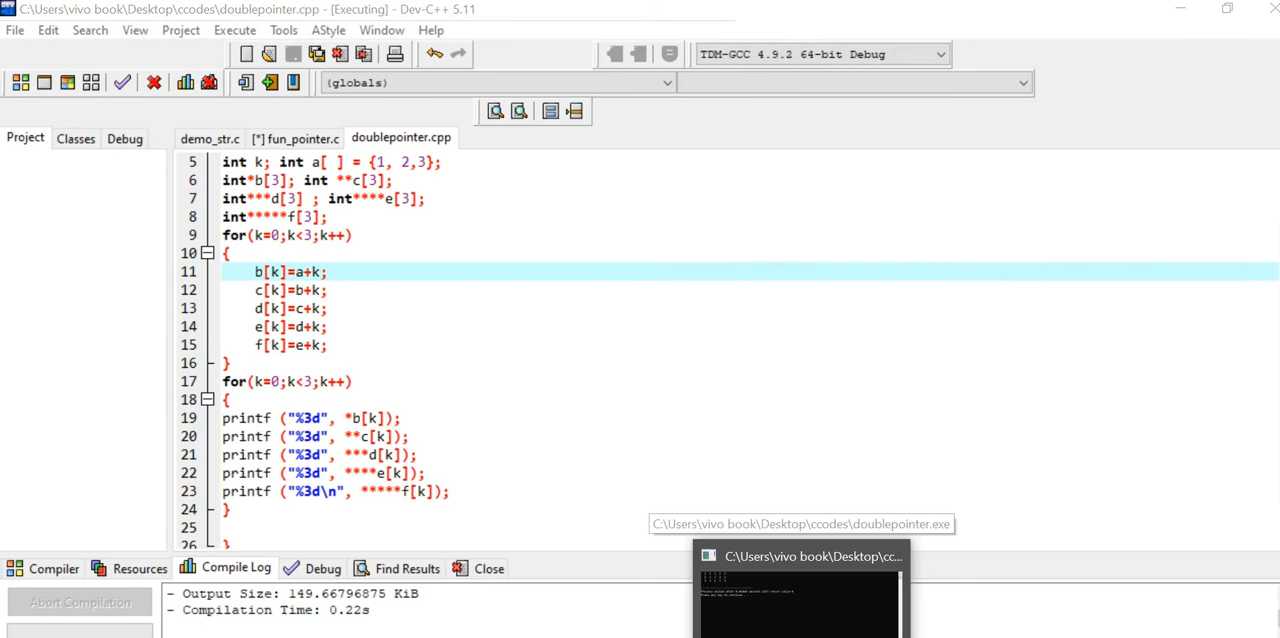 C:\Users\vivo book\Desktop\ccodes\doublepointer.cpp - [Executing] - Dev-C++ 5.11
File Edit Search View Project Execute Tools AStyle Window Help
TDM-GCC 4.9.2 64-bit Debug
(globals)
Project Classes Debug demo_str.c [*] fun_pointer.c doublepointer.cpp
5 int k; int a[ ] = {1, 2,3};
6 int*b[3]; int **c[3];
7 int***d[3] ; int****e[3];
8 int*****f[3];
9 for(k=0;k<3;k++)
10 {
11 b[k]=a+k;
12 c[k]=b+k;
13 d[k]=c+k;
14 e[k]=d+k;
15 f[k]=e+k;
16 }
17 for(k=0;k<3;k++)
18 {
19 printf ("%3d", *b[k]);
20 printf ("%3d", **c[k]);
21 printf ("%3d", ***d[k]);
22 printf ("%3d", ****e[k]);
23 printf ("%3d\n", *****f[k]);
24 }
25
26 }
C:\Users\vivo book\Desktop\ccodes\doublepointer.exe
C:\Users\vivo book\Desktop\cc...
Compiler Resources Compile Log Debug Find Results Close
Abort Compilation
- Output Size: 149.66796875 KiB
- Compilation Time: 0.22s